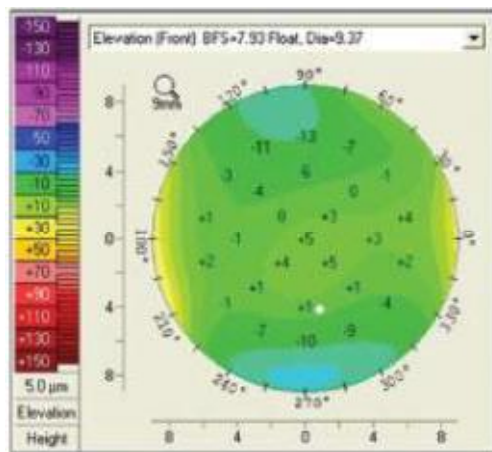 Elevation (Front) BFS=7.93 Float, Dia=9.37
-150
-130
-110
-90
-70
-50
-30
-10
+10
+30
+50
+70
+90
+110
+130
+150
5.0 µm
Elevation
Height
9mm
90°
120°
60°
150°
30°
180°
0°
210°
330°
240°
300°
270°
8
4
0
4
8
-11 -13 -7
-3 -4 6 0 -1
+1 0 +3 +4
-1 +5 +3
+2 +4 +5 +2
-1 +1 +1 -4
-7 -10 -9
8 4 0 4 8